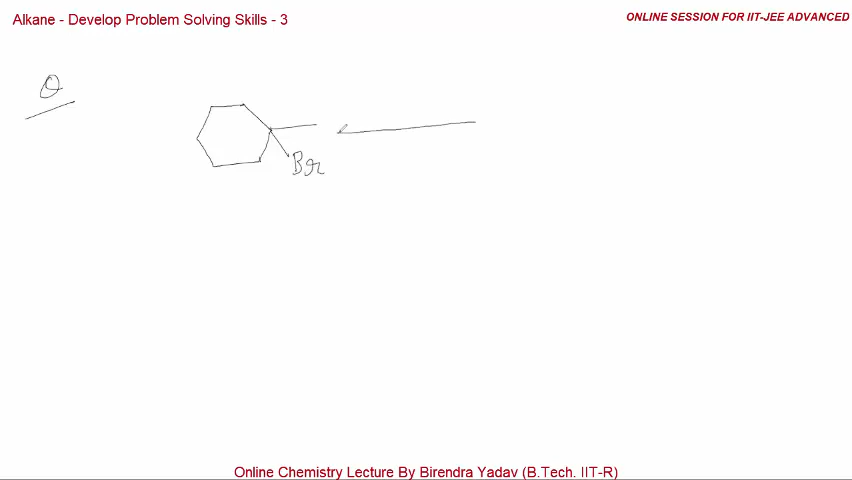 Alkane - Develop Problem Solving Skills - 3
ONLINE SESSION FOR IIT-JEE ADVANCED
Q
Br
Online Chemistry Lecture By Birendra Yadav (B.Tech. IIT-R)